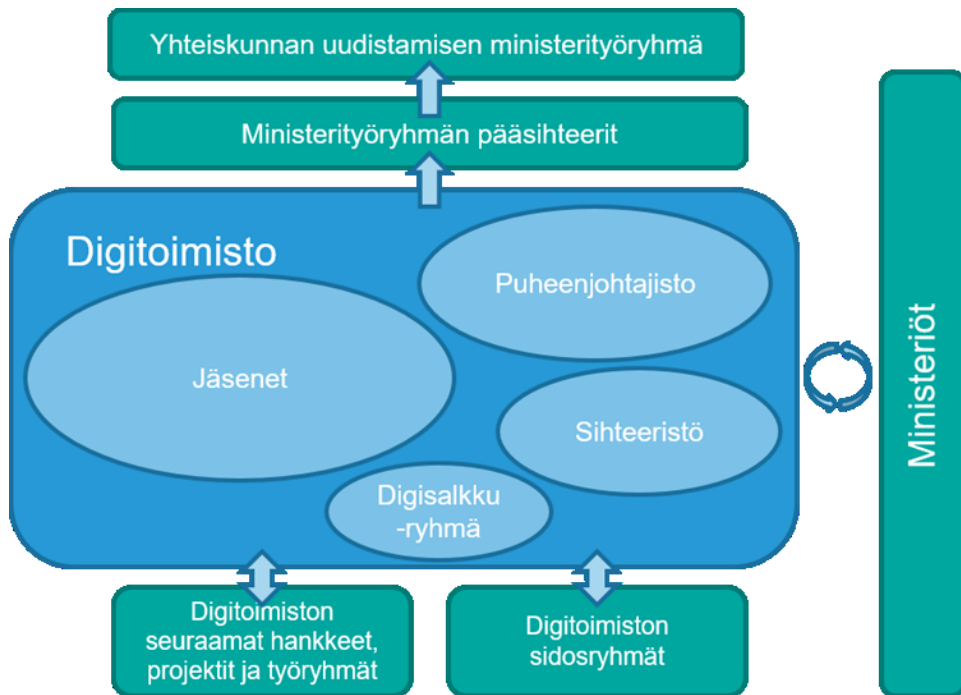 Yhteiskunnan uudistamisen ministerityöryhmä
Ministerityöryhmän pääsihteerit
Digitoimisto
Puheenjohtajisto
Jäsenet
Sihteeristö
Digisalkku
-ryhmä
Ministeriöt
Digitoimiston
seuraamat hankkeet,
projektit ja työryhmät
Digitoimiston
sidosryhmät